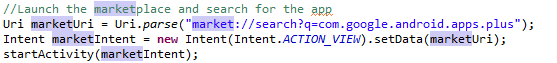 //Launch the marketplace and search for the app
Uri marketUri = Uri.parse("market://search?q=com.google.android.apps.plus");
Intent marketIntent = new Intent(Intent.ACTION_VIEW).setData(marketUri);
startActivity(marketIntent);